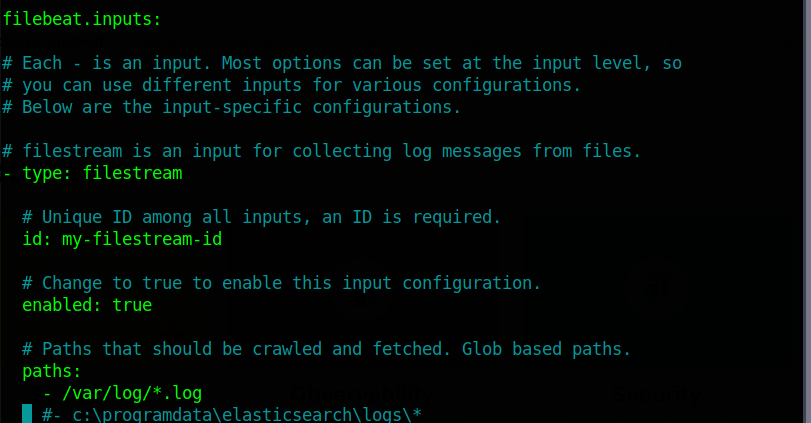 filebeat.inputs:
# Each - is an input. Most options can be set at the input level, so
# you can use different inputs for various configurations.
# Below are the input-specific configurations.
# filestream is an input for collecting log messages from files.
- type: filestream
# Unique ID among all inputs, an ID is required.
id: my-filestream-id
# Change to true to enable this input configuration.
enabled: true
# Paths that should be crawled and fetched. Glob based paths.
paths:
- /var/log/*.log
#- c:\programdata\elasticsearch\logs\*